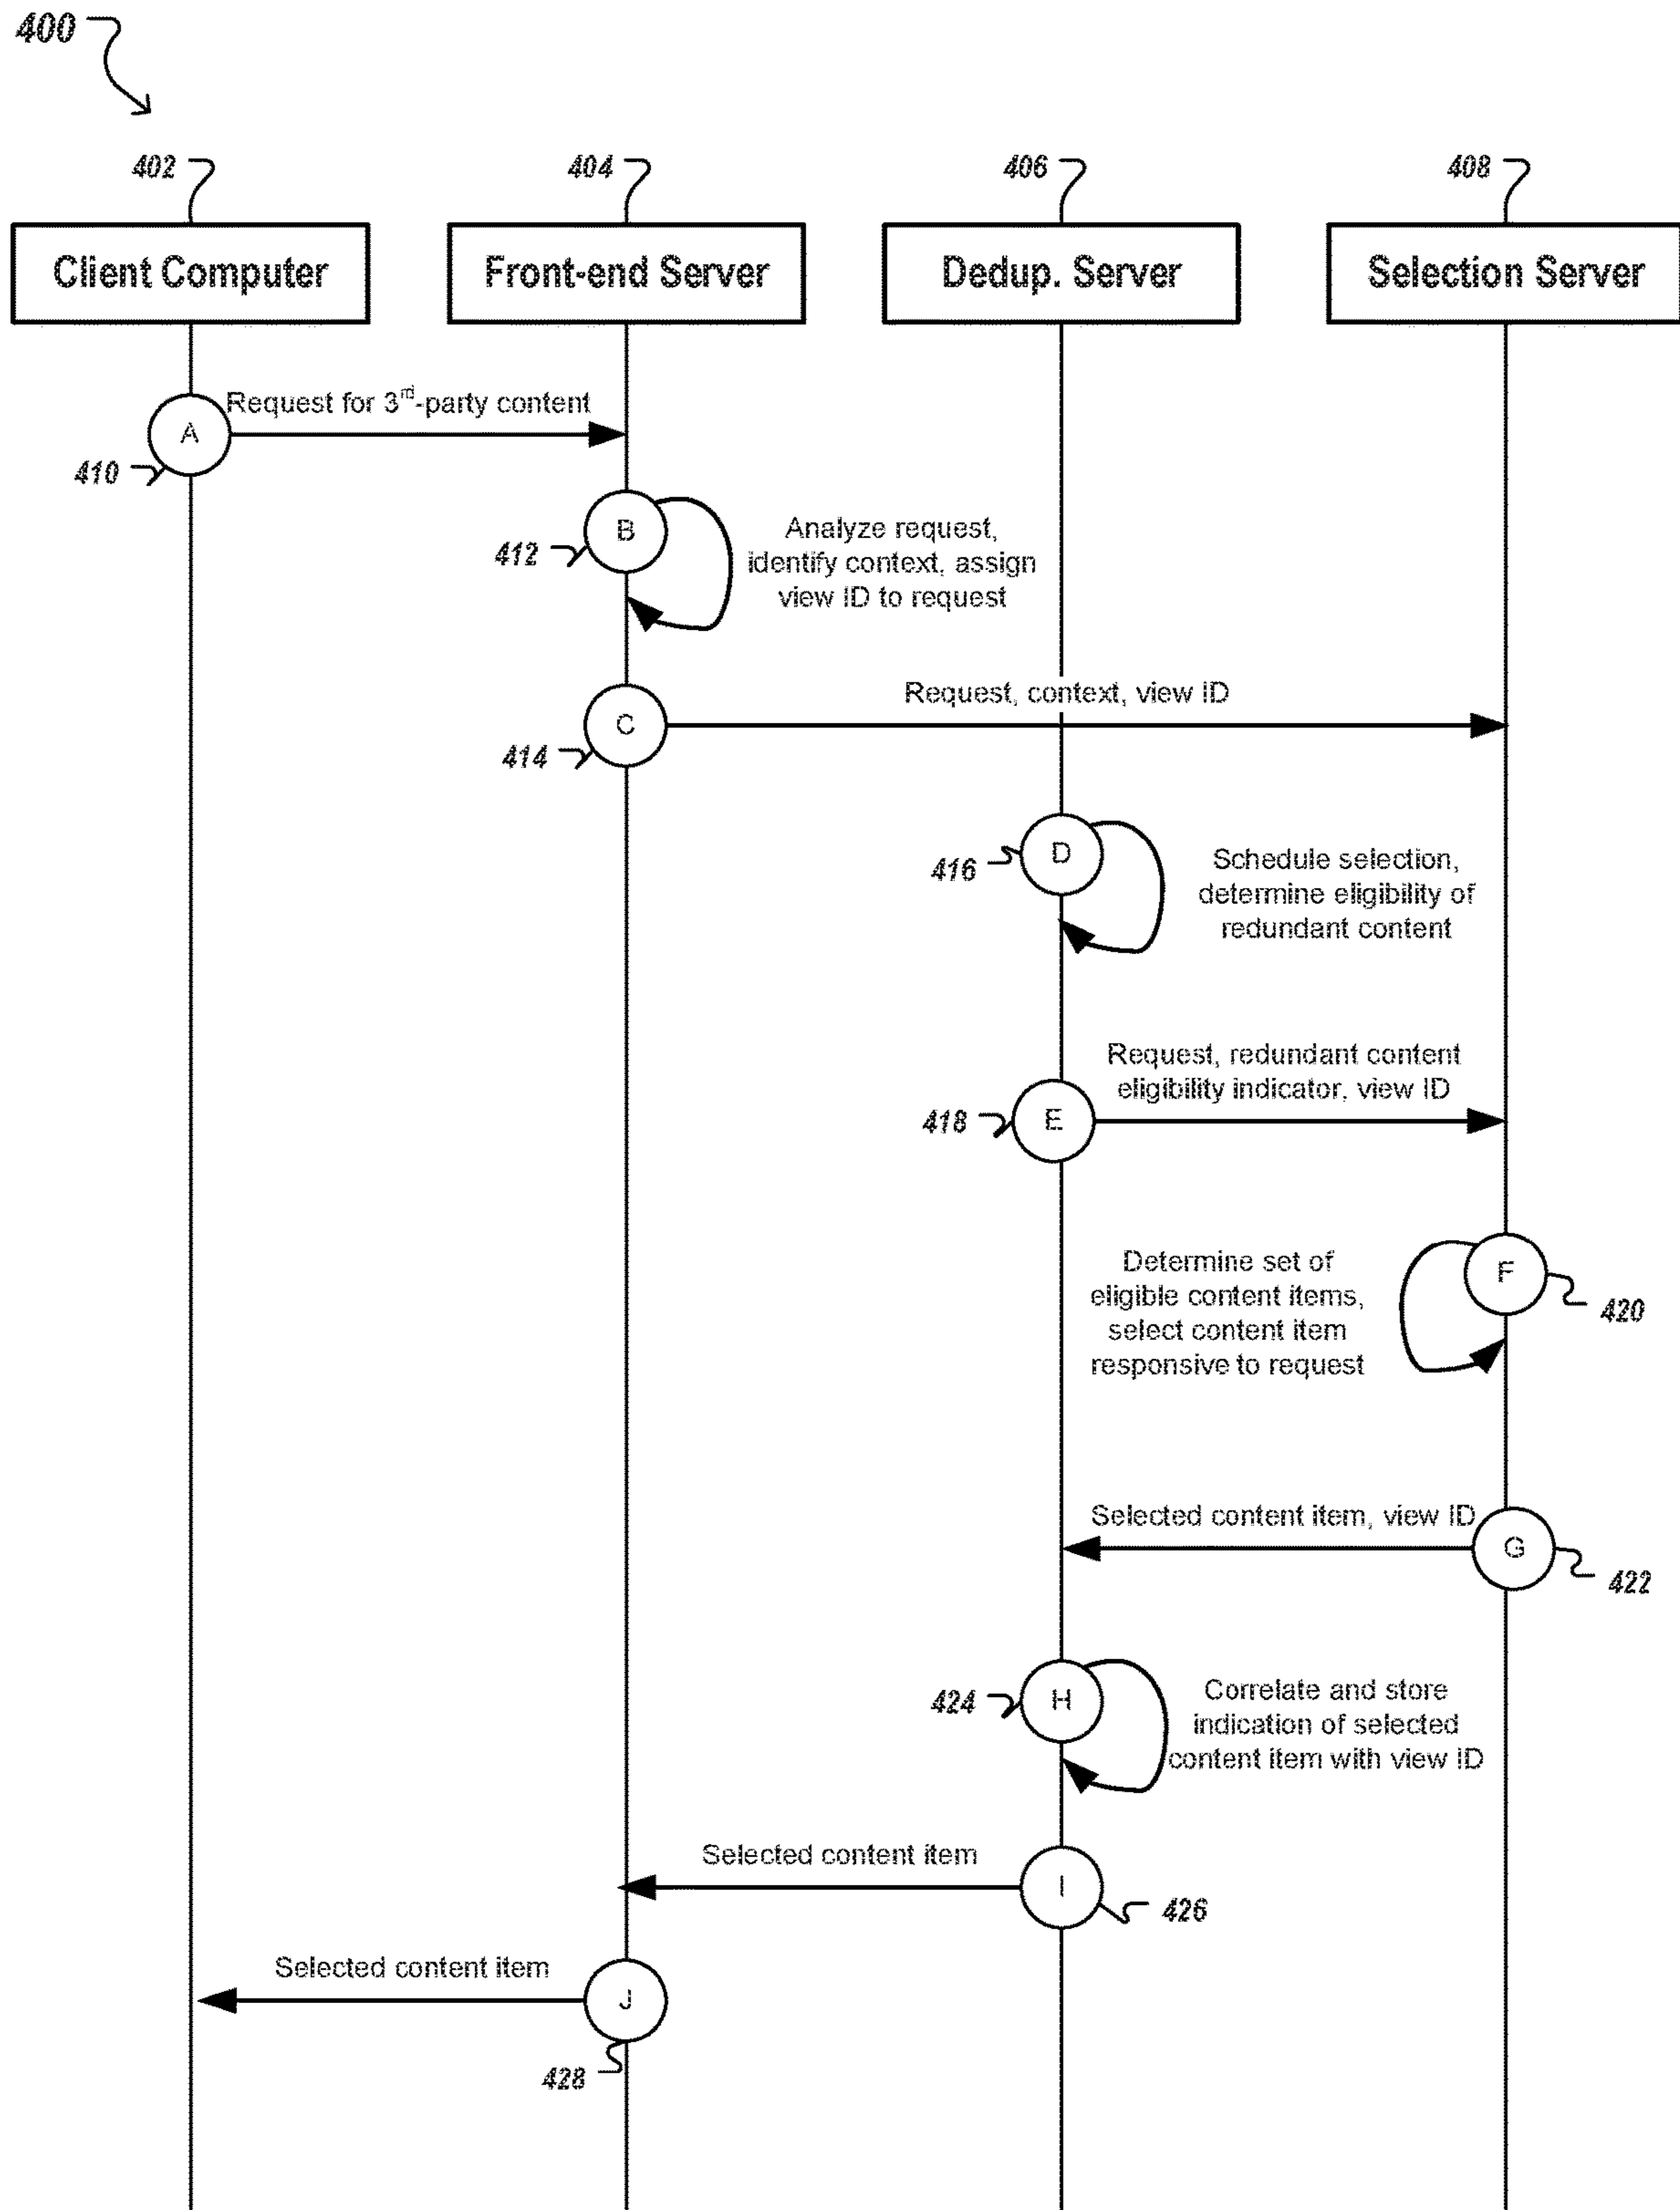 400
402
404
406
408
Client Computer
Front-end Server
Dedup. Server
Selection Server
Request for 3rd-party content
A
410
B
412
Analyze request,
identify context, assign
view ID to request
Request, context, view ID
C
414
D
416
Schedule selection,
determine eligibility of
redundant content
Request, redundant content
eligibility indicator, view ID
E
418
Determine set of
eligible content items,
select content item
responsive to request
F
420
Selected content item, view ID
G
422
H
424
Correlate and store
indication of selected
content item with view ID
Selected content item
I
426
Selected content item
J
428